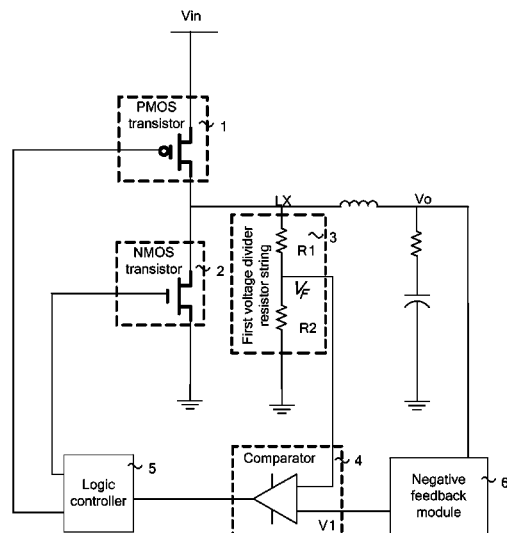 Vin
PMOS
transistor
1
LX
Vo
NMOS
transistor
2
First voltage divider
resistor string
3
R1
VF
R2
Logic
controller
5
Comparator
4
V1
Negative
feedback
module
6